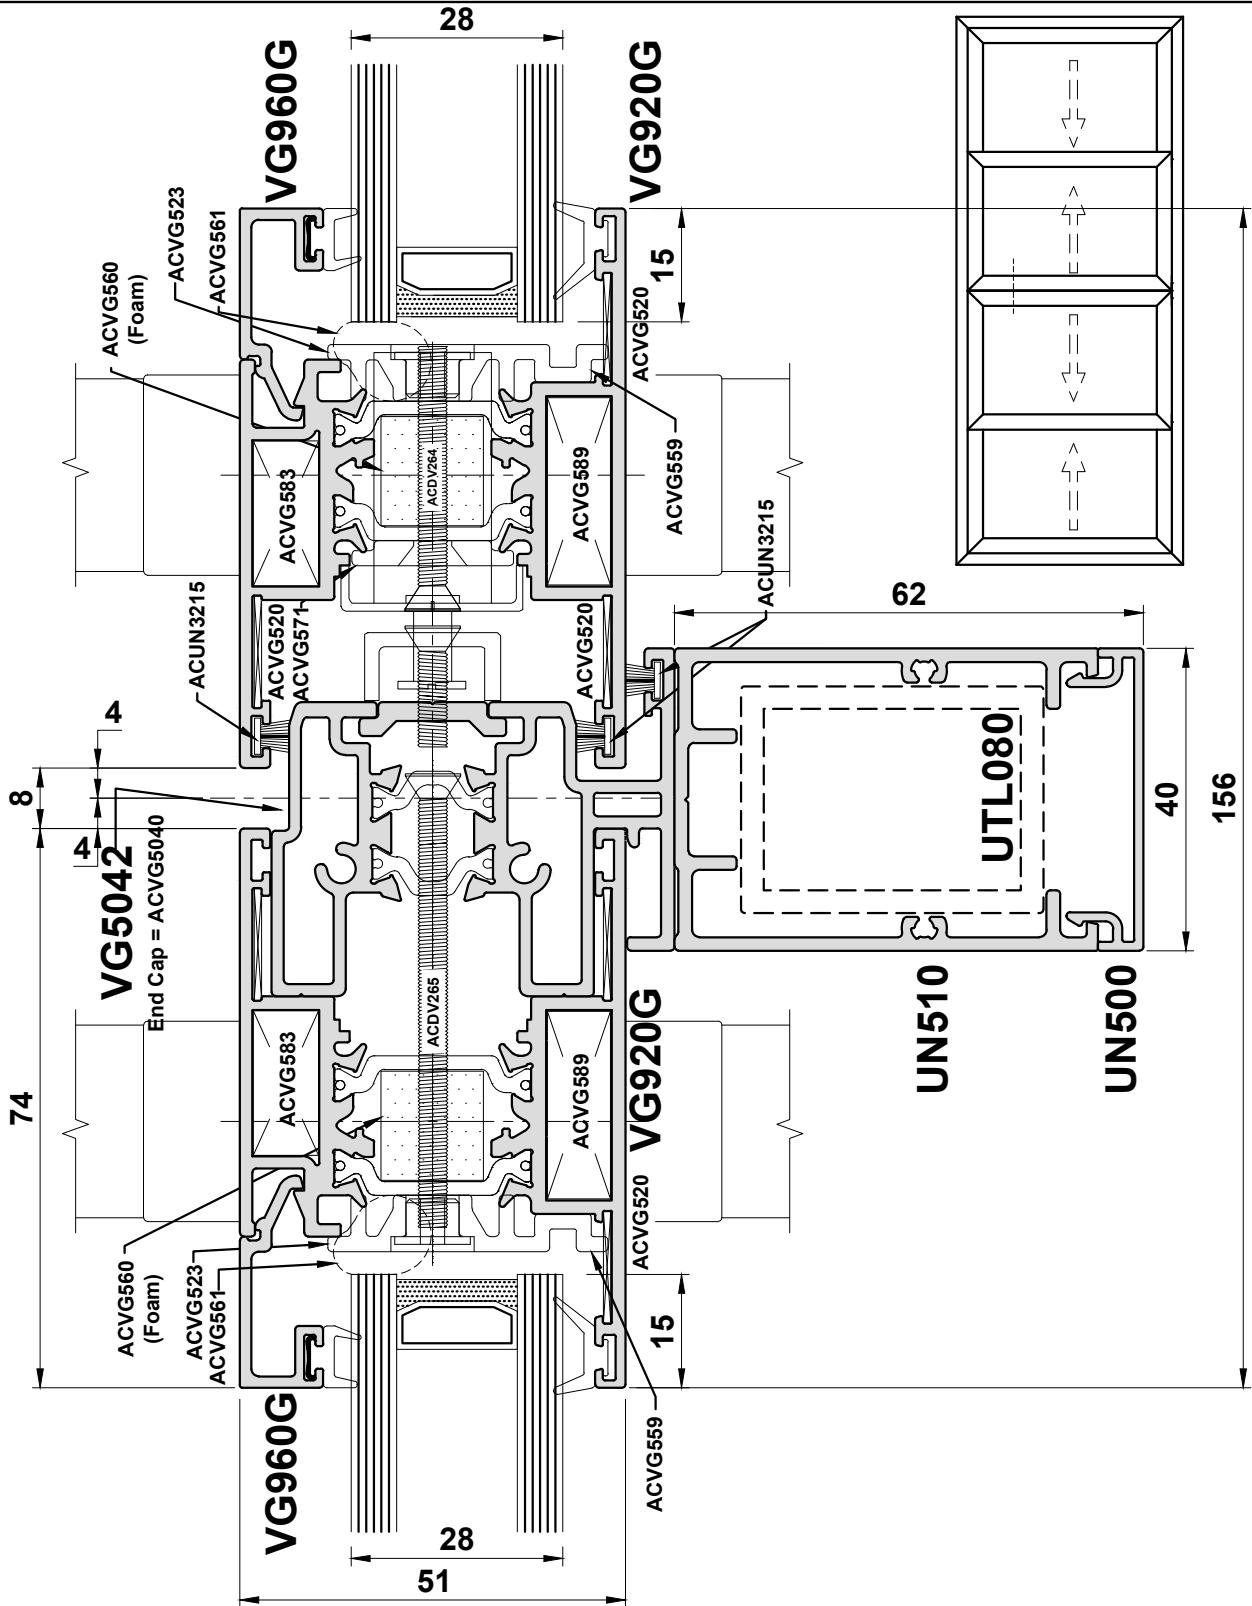 28
VG960G
VG920G
ACVG523
ACVG561
ACVG560
(Foam)
15
ACVG520
ACVG559
ACDV264
ACVG583
ACVG589
ACUN3215
ACUN3215
ACVG520
ACVG571
ACVG520
62
4
8
4
UTL080
40
156
VG5042
End Cap = ACVG5040
ACDV265
UN510
UN500
74
ACVG583
ACVG589
VG920G
ACVG520
ACVG560
(Foam)
ACVG523
ACVG561
15
ACVG559
VG960G
28
51